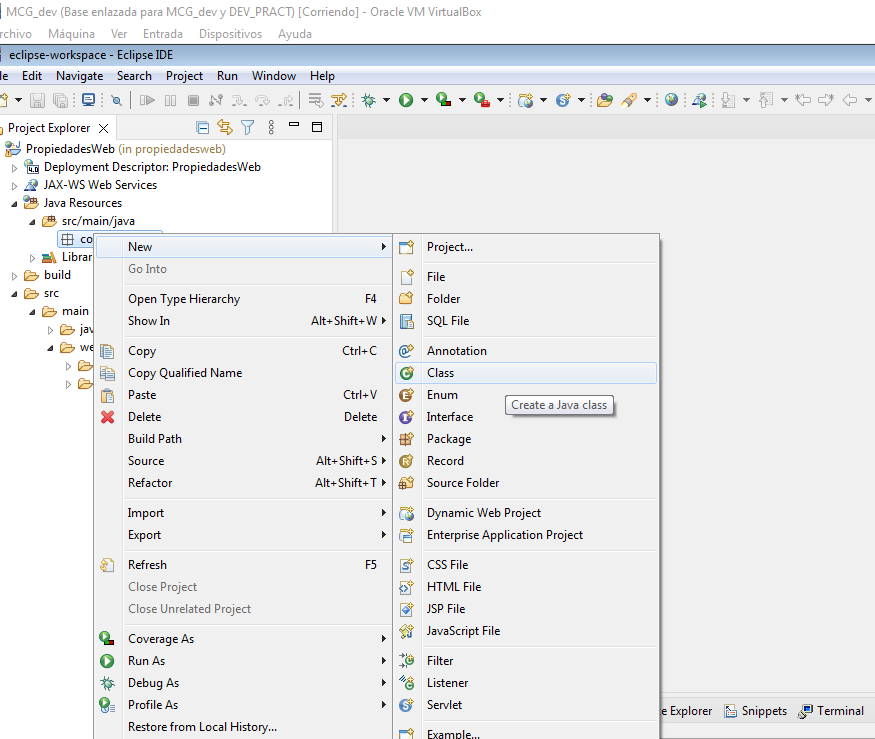 MCG_dev (Base enlazada para MCG_dev y DEV_PRACT) [Corriendo] - Oracle VM VirtualBox
rchivo Máquina Ver Entrada Dispositivos Ayuda
eclipse-workspace - Eclipse IDE
le Edit Navigate Search Project Run Window Help
Project Explorer
PropiedadesWeb (in propiedadesweb)
Deployment Descriptor: PropiedadesWeb
JAX-WS Web Services
Java Resources
src/main/java
co
Librar
build
src
main
jav
we
New
Go Into
Open Type Hierarchy F4
Show In Alt+Shift+W
Copy Ctrl+C
Copy Qualified Name
Paste Ctrl+V
Delete Delete
Build Path
Source Alt+Shift+S
Refactor Alt+Shift+T
Import
Export
Refresh F5
Close Project
Close Unrelated Project
Coverage As
Run As
Debug As
Profile As
Restore from Local History...
Project...
File
Folder
SQL File
Annotation
Class
Enum
Create a Java class
Interface
Package
Record
Source Folder
Dynamic Web Project
Enterprise Application Project
CSS File
HTML File
JSP File
JavaScript File
Filter
Listener
Servlet
Example...
e Explorer Snippets Terminal